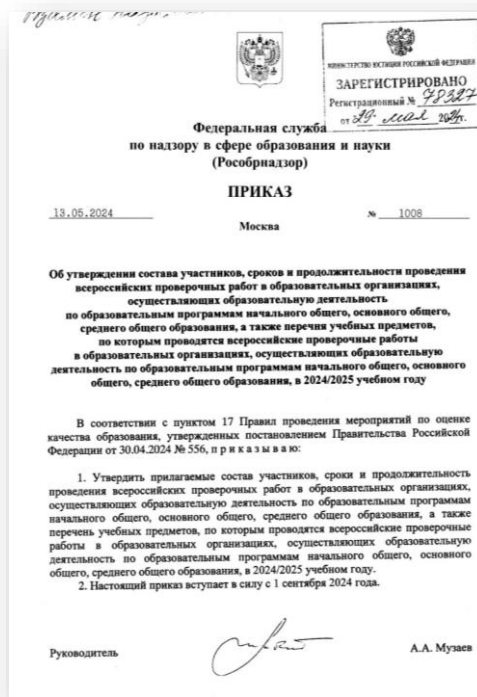 МИНИСТЕРСТВО ЮСТИЦИИ РОССИЙСКОЙ ФЕДЕРАЦИИ
ЗАРЕГИСТРИРОВАНО
Регистрационный № 78327
от 29 мая 2024г.
Федеральная служба
по надзору в сфере образования и науки
(Рособрнадзор)
ПРИКАЗ
13.05.2024 № 1008
Москва
Об утверждении состава участников, сроков и продолжительности проведения
всероссийских проверочных работ в образовательных организациях,
осуществляющих образовательную деятельность
по образовательным программам начального общего, основного общего,
среднего общего образования, а также перечня учебных предметов,
по которым проводятся всероссийские проверочные работы
в образовательных организациях, осуществляющих образовательную
деятельность по образовательным программам начального общего, основного
общего, среднего общего образования, в 2024/2025 учебном году
В соответствии с пунктом 17 Правил проведения мероприятий по оценке
качества образования, утвержденных постановлением Правительства Российской
Федерации от 30.04.2024 № 556, п р и к а з ы в а ю:
1. Утвердить прилагаемые состав участников, сроки и продолжительность
проведения всероссийских проверочных работ в образовательных организациях,
осуществляющих образовательную деятельность по образовательным программам
начального общего, основного общего, среднего общего образования, а также
перечень учебных предметов, по которым проводятся всероссийские проверочные
работы в образовательных организациях, осуществляющих образовательную
деятельность по образовательным программам начального общего, основного
общего, среднего общего образования, в 2024/2025 учебном году.
2. Настоящий приказ вступает в силу с 1 сентября 2024 года.
Руководитель А.А. Музаев